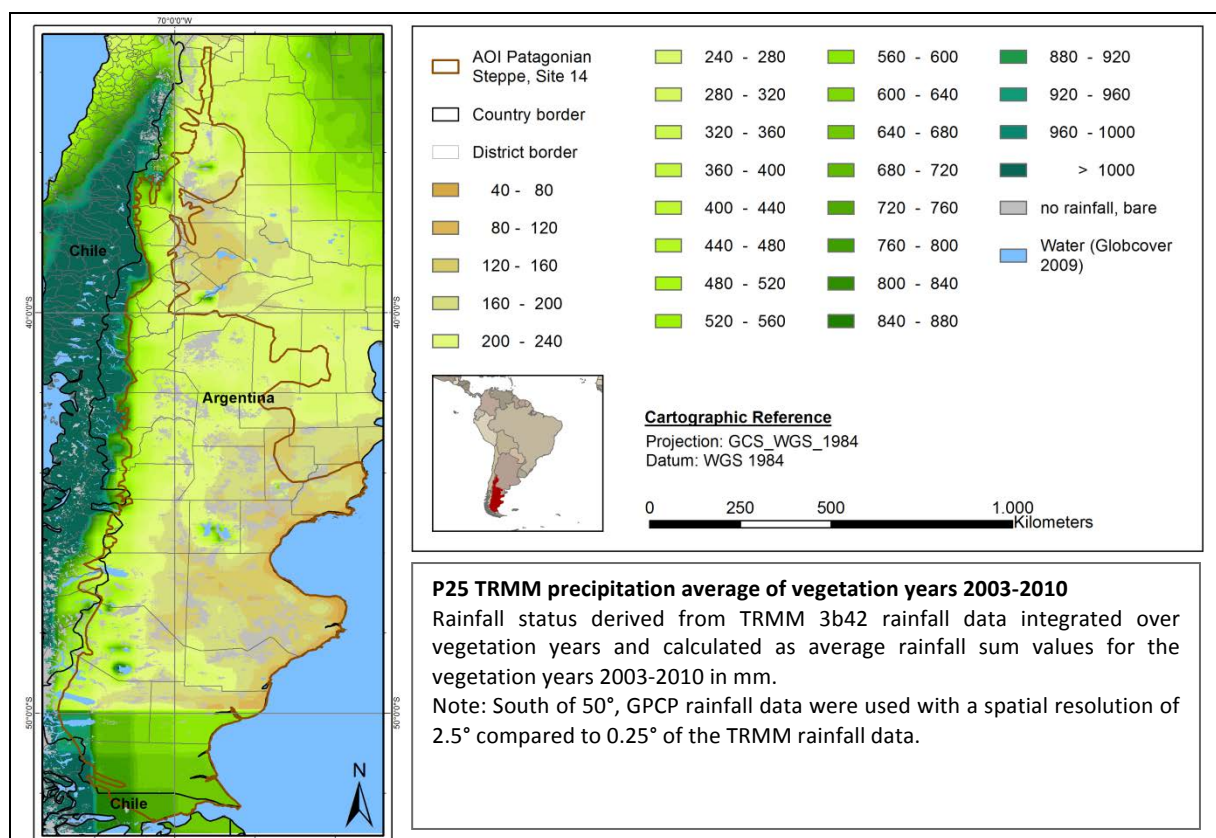 70°0'0"W
Chile
40°0'0"S
40°0'0"S
Argentina
50°0'0"S
50°0'0"S
N
Chile
70°0'0"W
AOI Patagonian
Steppe, Site 14
Country border
District border
40 - 80
80 - 120
120 - 160
160 - 200
200 - 240
240 - 280
280 - 320
320 - 360
360 - 400
400 - 440
440 - 480
480 - 520
520 - 560
560 - 600
600 - 640
640 - 680
680 - 720
720 - 760
760 - 800
800 - 840
840 - 880
880 - 920
920 - 960
960 - 1000
> 1000
no rainfall, bare
Water (Globcover
2009)
Cartographic Reference
Projection: GCS_WGS_1984
Datum: WGS 1984
0 250 500 1.000
Kilometers
P25 TRMM precipitation average of vegetation years 2003-2010
Rainfall status derived from TRMM 3b42 rainfall data integrated over
vegetation years and calculated as average rainfall sum values for the
vegetation years 2003-2010 in mm.
Note: South of 50°, GPCP rainfall data were used with a spatial resolution of
2.5° compared to 0.25° of the TRMM rainfall data.